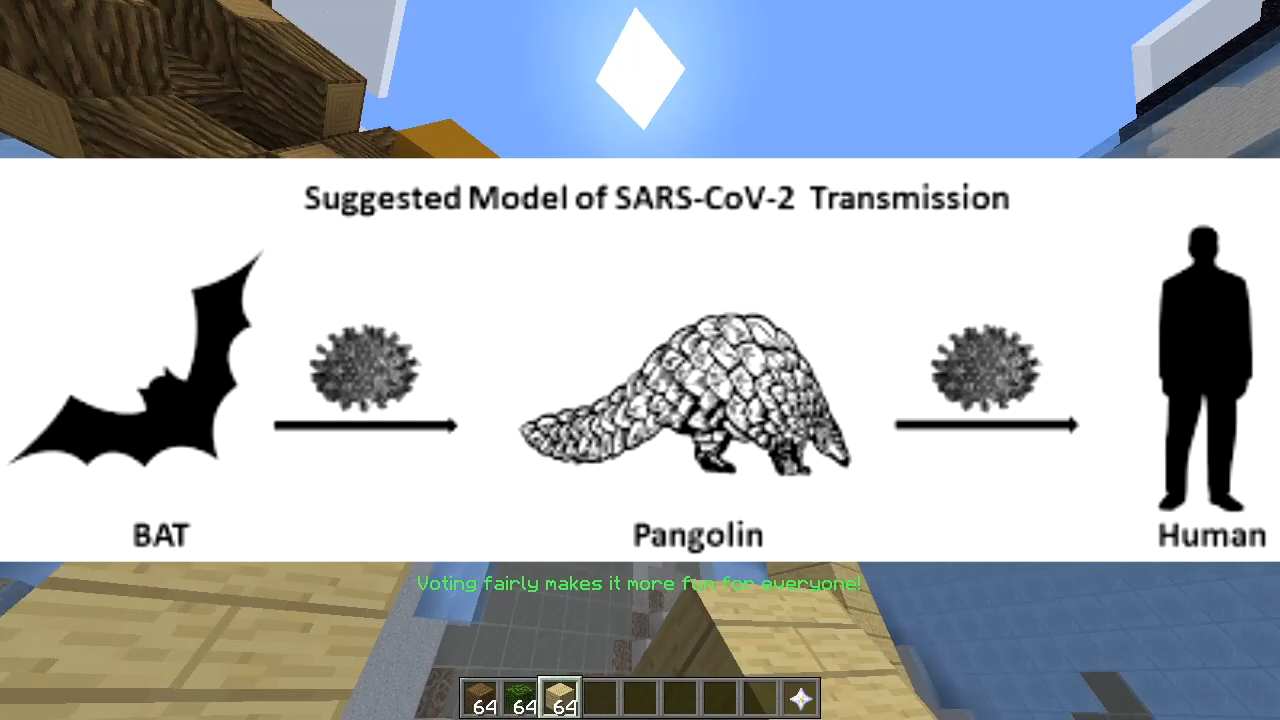 Suggested Model of SARS-CoV-2 Transmission
BAT
Pangolin
Human
Voting fairly makes it more fun for everyone!
64 64 64